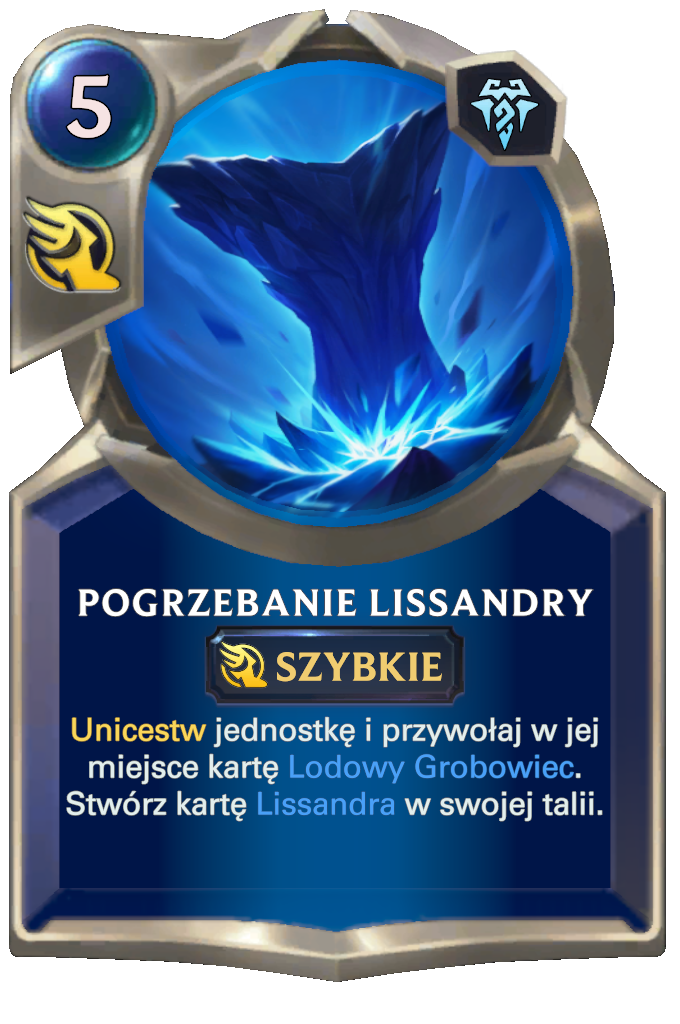 5
POGRZEBANIE LISSANDRY
SZYBKIE
Unicestw jednostkę i przywołaj w jej
miejsce kartę Lodowy Grobowiec.
Stwórz kartę Lissandra w swojej talii.